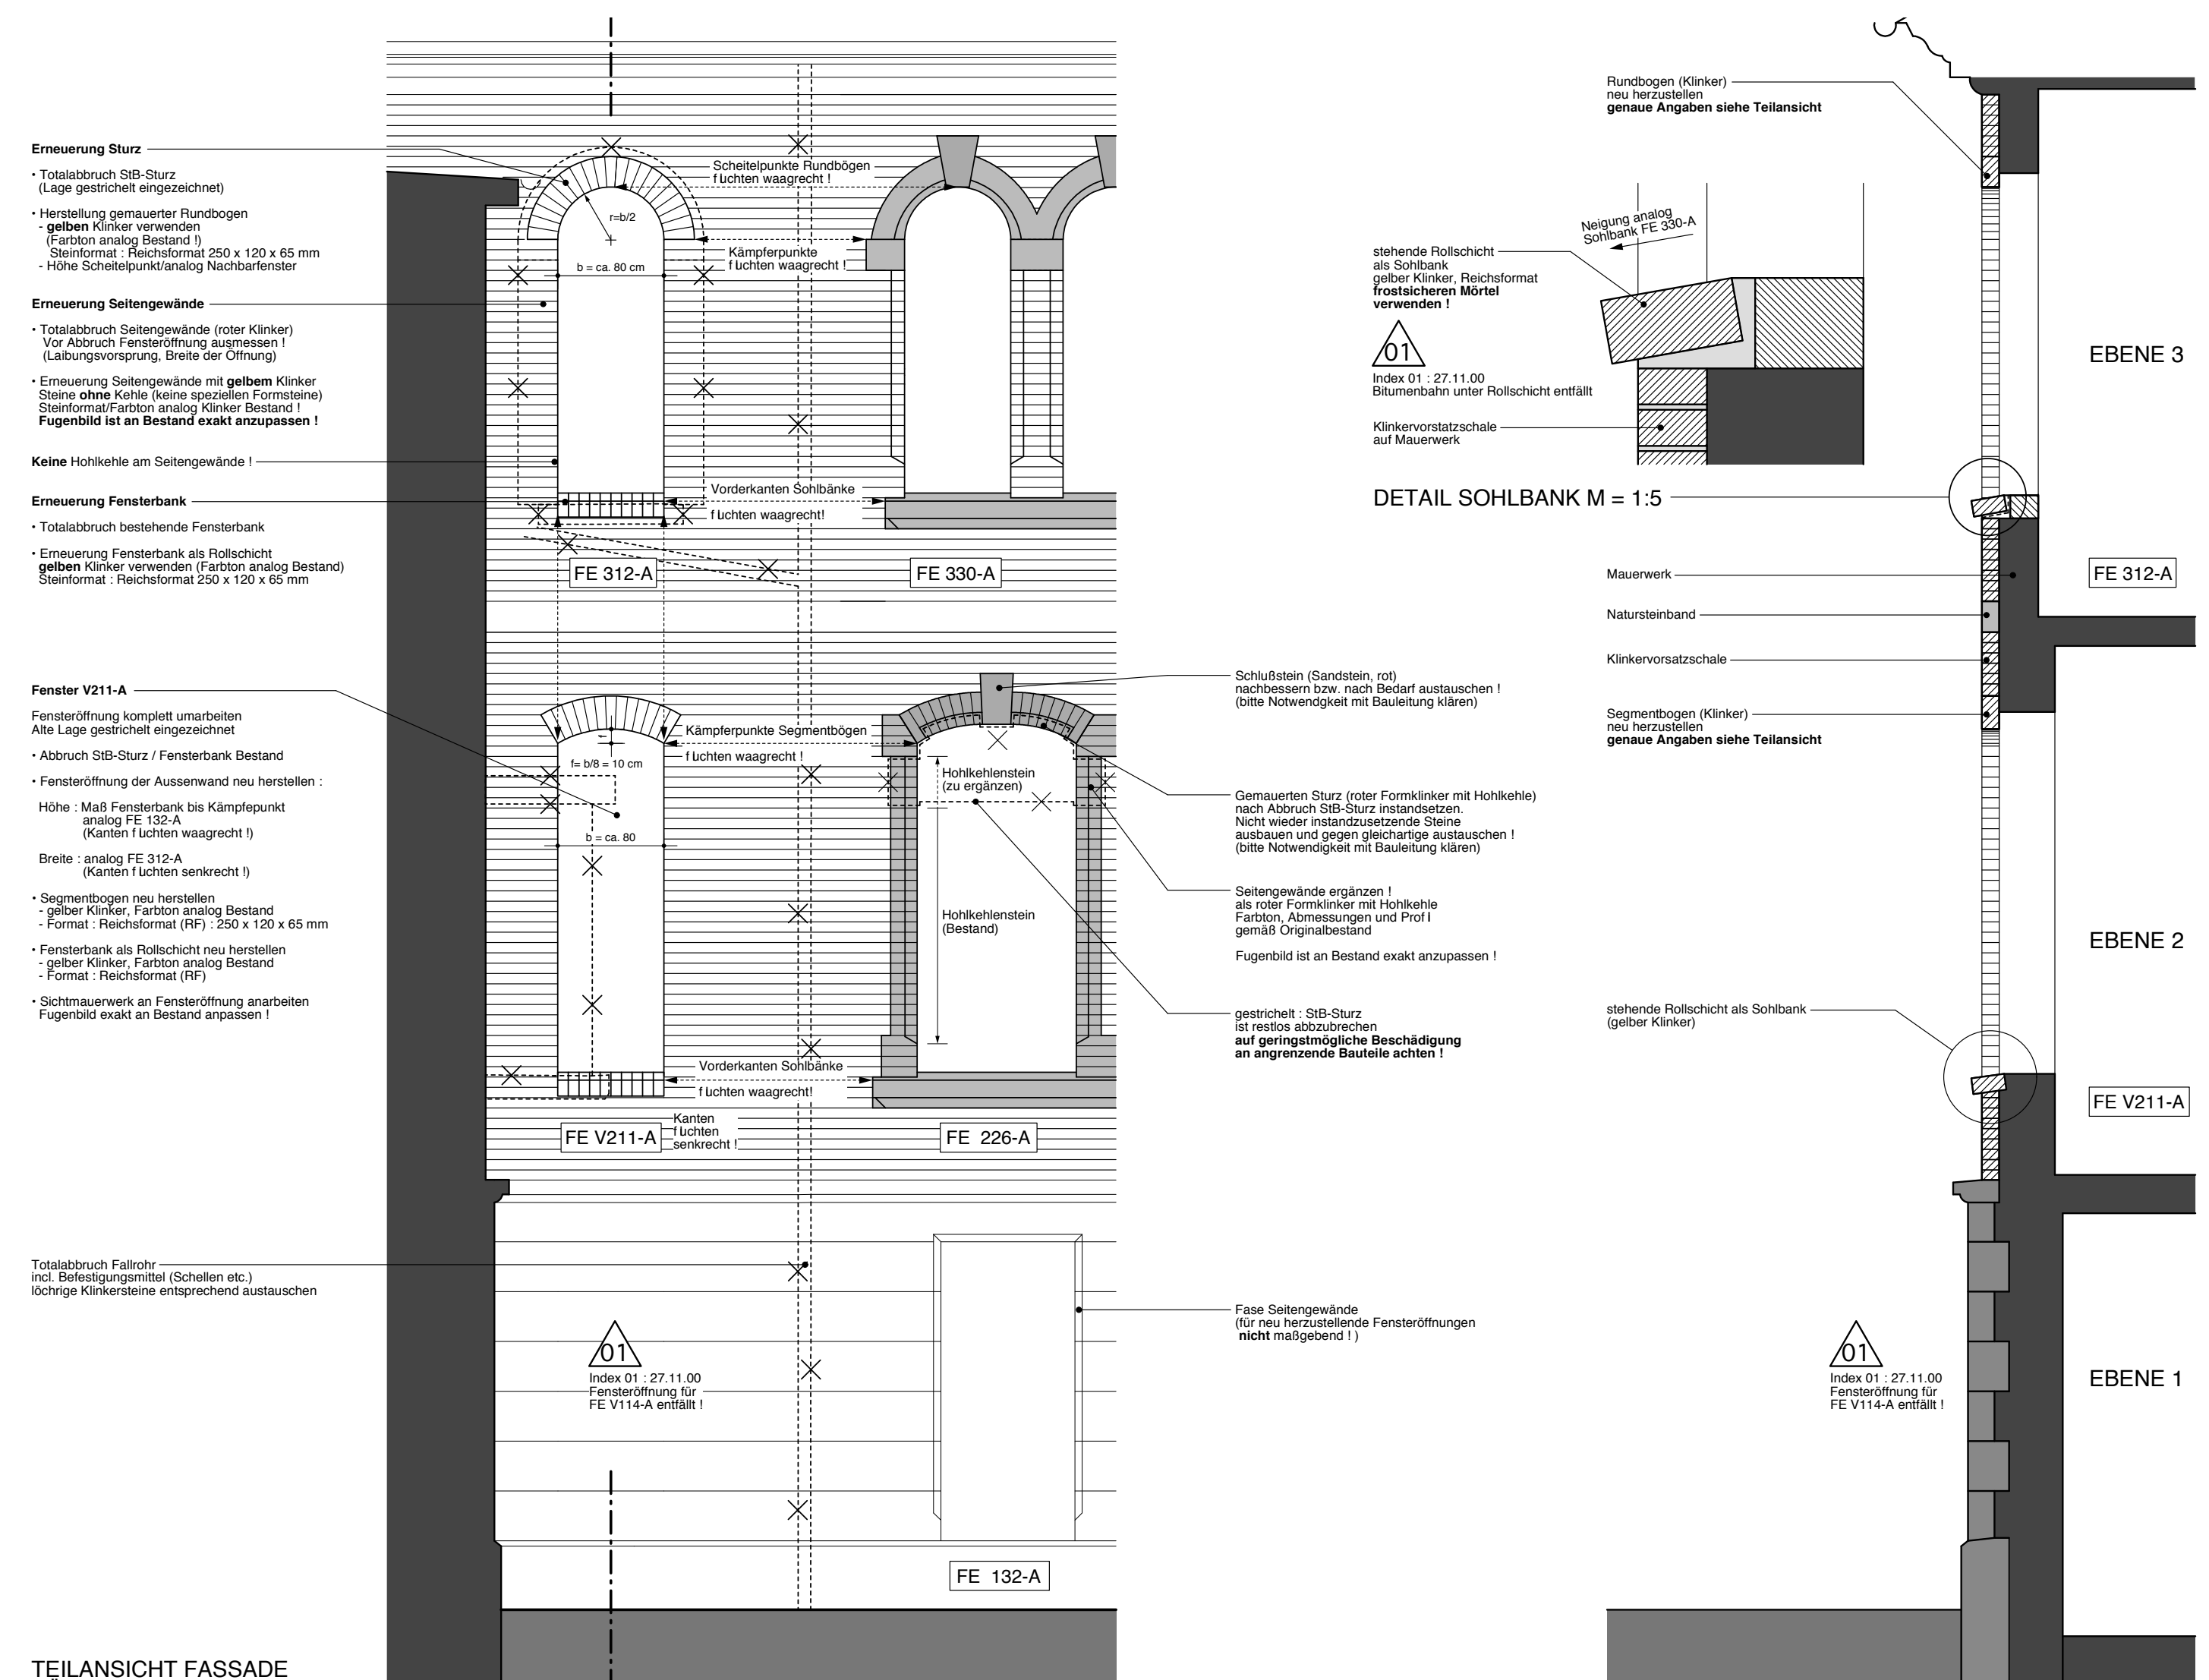 Erneuerung Sturz
• Totalabbruch StB-Sturz
(Lage gestrichelt eingezeichnet)
• Herstellung gemauerter Rundbogen
- gelben Klinker verwenden
(Farbton analog Bestand !)
Steinformat : Reichsformat 250 x 120 x 65 mm
- Höhe Scheitelpunkt/analog Nachbarfenster
Erneuerung Seitengewände
• Totalabbruch Seitengewände (roter Klinker)
Vor Abbruch Fensteröffnung ausmessen !
(Laibungsvorsprung, Breite der Öffnung)
• Erneuerung Seitengewände mit gelbem Klinker
Steine ohne Kehle (keine speziellen Formsteine)
Steinformat/Farbton analog Klinker Bestand !
Fugenbild ist an Bestand exakt anzupassen !
Keine Hohlkehle am Seitengewände !
Erneuerung Fensterbank
• Totalabbruch bestehende Fensterbank
• Erneuerung Fensterbank als Rollschicht
gelben Klinker verwenden (Farbton analog Bestand)
Steinformat : Reichsformat 250 x 120 x 65 mm
Fenster V211-A
Fensteröffnung komplett umarbeiten
Alte Lage gestrichelt eingezeichnet
• Abbruch StB-Sturz / Fensterbank Bestand
• Fensteröffnung der Aussenwand neu herstellen :
Höhe : Maß Fensterbank bis Kämpfepunkt
analog FE 132-A
(Kanten fluchten waagrecht !)
Breite : analog FE 312-A
(Kanten fluchten senkrecht !)
• Segmentbogen neu herstellen
- gelber Klinker, Farbton analog Bestand
- Format : Reichsformat (RF) : 250 x 120 x 65 mm
• Fensterbank als Rollschicht neu herstellen
- gelber Klinker, Farbton analog Bestand
- Format : Reichsformat (RF)
• Sichtmauerwerk an Fensteröffnung anarbeiten
Fugenbild exakt an Bestand anpassen !
Totalabbruch Fallrohr
incl. Befestigungsmittel (Schellen etc.)
löchrige Klinkersteine entsprechend austauschen
TEILANSICHT FASSADE
Scheitelpunkte Rundbögen
fluchten waagrecht !
r=b/2
Kämpferpunkte
fluchten waagrecht !
b = ca. 80 cm
Vorderkanten Sohlbänke
fluchten waagrecht!
FE 312-A
FE 330-A
Kämpferpunkte Segmentbögen
fluchten waagrecht !
f
f= b/8 = 10 cm
b = ca. 80
Hohlkehlenstein
(zu ergänzen)
Hohlkehlenstein
(Bestand)
Vorderkanten Sohlbänke
fluchten waagrecht!
Kanten
fluchten
senkrecht !
FE V211-A
FE 226-A
01
Index 01 : 27.11.00
Fensteröffnung für
FE V114-A entfällt !
FE 132-A
Schlußstein (Sandstein, rot)
nachbessern bzw. nach Bedarf austauschen !
(bitte Notwendgkeit mit Bauleitung klären)
Gemauerten Sturz (roter Formklinker mit Hohlkehle)
nach Abbruch StB-Sturz instandsetzen.
Nicht wieder instandzusetzende Steine
ausbauen und gegen gleichartige austauschen !
(bitte Notwendigkeit mit Bauleitung klären)
Seitengewände ergänzen !
als roter Formklinker mit Hohlkehle
Farbton, Abmessungen und Profil
gemäß Originalbestand
Fugenbild ist an Bestand exakt anzupassen !
gestrichelt : StB-Sturz
ist restlos abbzubrechen
auf geringstmögliche Beschädigung
an angrenzende Bauteile achten !
Fase Seitengewände
(für neu herzustellende Fensteröffnungen
nicht maßgebend ! )
Rundbogen (Klinker)
neu herzustellen
genaue Angaben siehe Teilansicht
Neigung analog
Sohlbank FE 330-A
stehende Rollschicht
als Sohlbank
gelber Klinker, Reichsformat
frostsicheren Mörtel
verwenden !
01
Index 01 : 27.11.00
Bitumenbahn unter Rollschicht entfällt
Klinkervorstatzschale
auf Mauerwerk
DETAIL SOHLBANK M = 1:5
Mauerwerk
Natursteinband
Klinkervorsatzschale
Segmentbogen (Klinker)
neu herzustellen
genaue Angaben siehe Teilansicht
stehende Rollschicht als Sohlbank
(gelber Klinker)
01
Index 01 : 27.11.00
Fensteröffnung für
FE V114-A entfällt !
EBENE 3
FE 312-A
EBENE 2
FE V211-A
EBENE 1